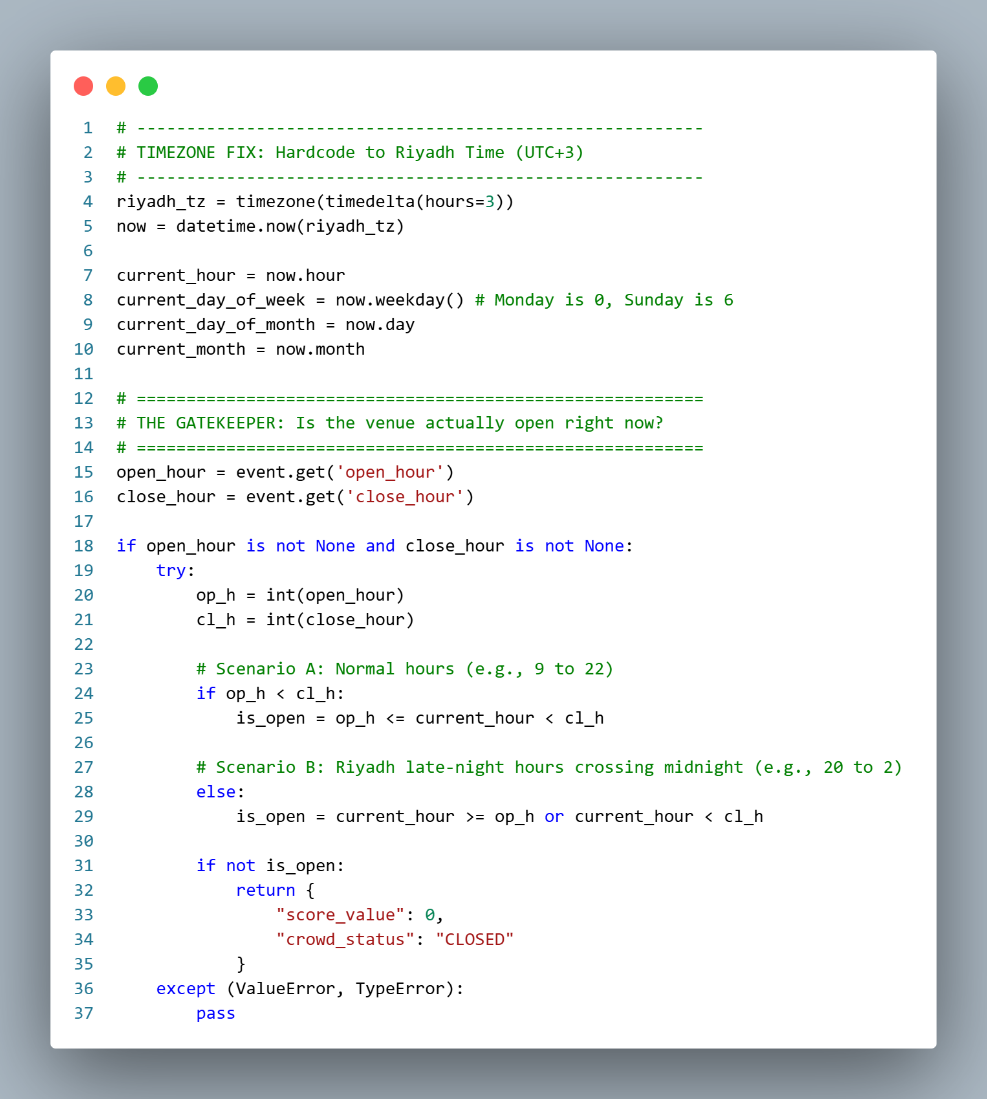 1 # ---------------------------------------------------------
2 # TIMEZONE FIX: Hardcode to Riyadh Time (UTC+3)
3 # ---------------------------------------------------------
4 riyadh_tz = timezone(timedelta(hours=3))
5 now = datetime.now(riyadh_tz)
6
7 current_hour = now.hour
8 current_day_of_week = now.weekday() # Monday is 0, Sunday is 6
9 current_day_of_month = now.day
10 current_month = now.month
11
12 # =========================================================
13 # THE GATEKEEPER: Is the venue actually open right now?
14 # =========================================================
15 open_hour = event.get('open_hour')
16 close_hour = event.get('close_hour')
17
18 if open_hour is not None and close_hour is not None:
19     try:
20         op_h = int(open_hour)
21         cl_h = int(close_hour)
22
23         # Scenario A: Normal hours (e.g., 9 to 22)
24         if op_h < cl_h:
25             is_open = op_h <= current_hour < cl_h
26
27         # Scenario B: Riyadh late-night hours crossing midnight (e.g., 20 to 2)
28         else:
29             is_open = current_hour >= op_h or current_hour < cl_h
30
31         if not is_open:
32             return {
33                 "score_value": 0,
34                 "crowd_status": "CLOSED"
35             }
36     except (ValueError, TypeError):
37         pass